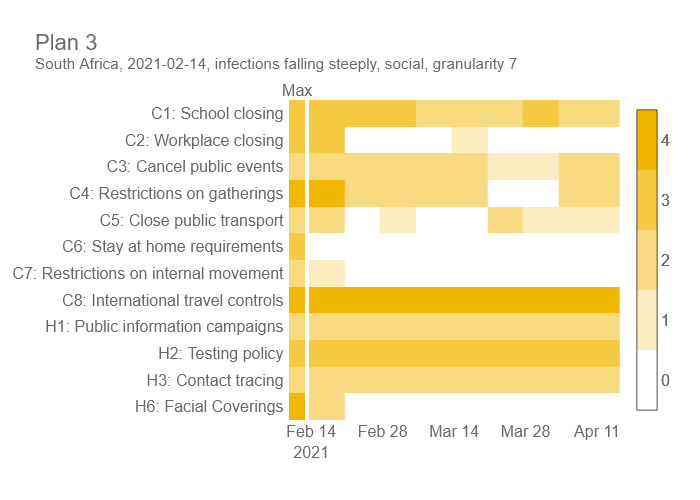 Plan 3
South Africa, 2021-02-14, infections falling steeply, social, granularity 7
Max
C1: School closing
C2: Workplace closing
C3: Cancel public events
C4: Restrictions on gatherings
C5: Close public transport
C6: Stay at home requirements
C7: Restrictions on internal movement
C8: International travel controls
H1: Public information campaigns
H2: Testing policy
H3: Contact tracing
H6: Facial Coverings
Feb 14 Feb 28 Mar 14 Mar 28 Apr 11
2021
4
3
2
1
0